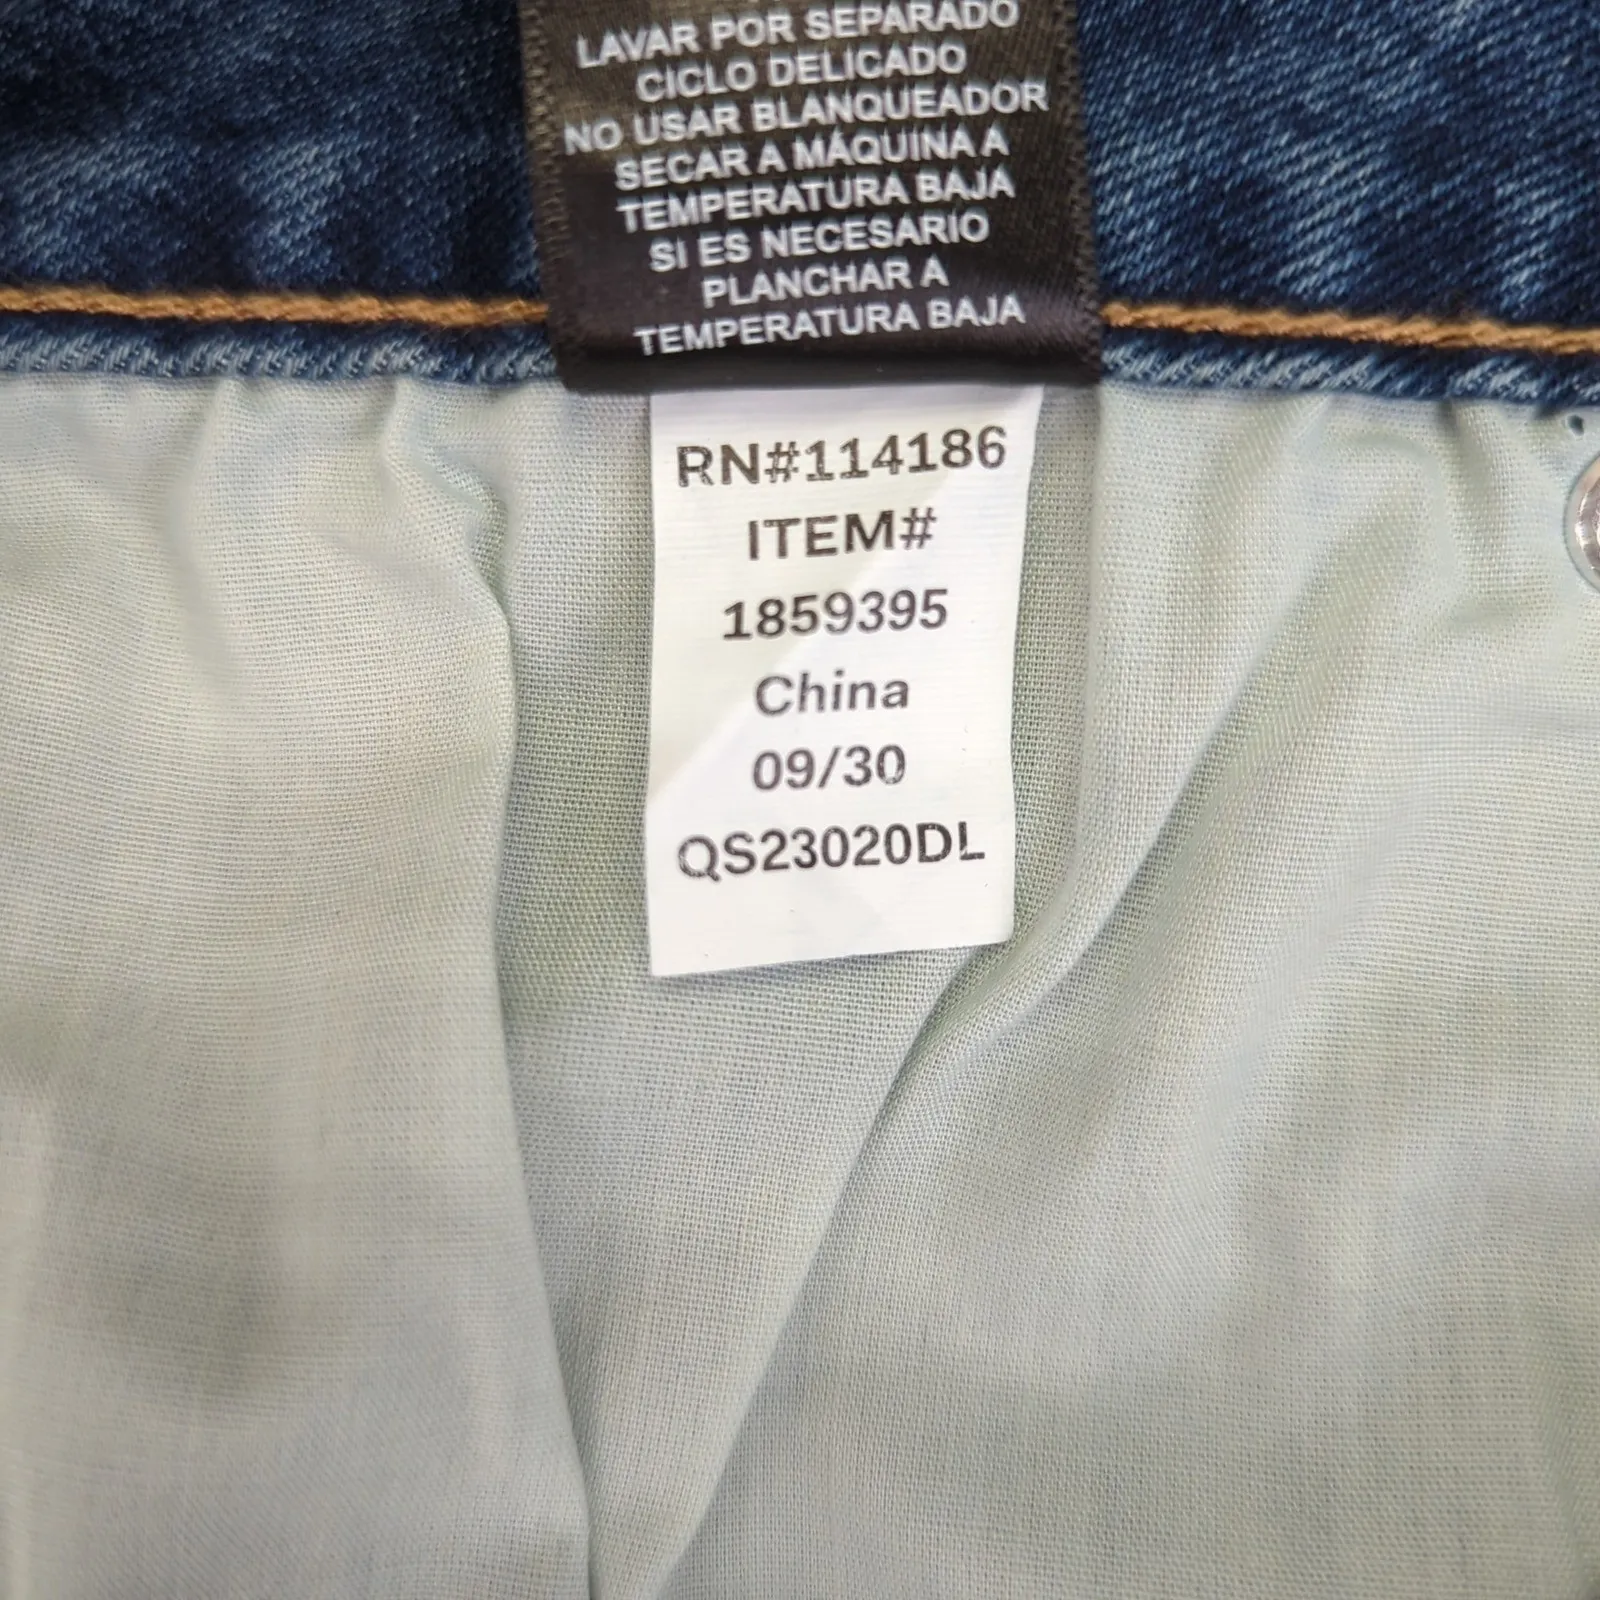 LAVAR POR SEPARADO
CICLO DELICADO
NO USAR BLANQUEADOR
SECAR A MÁQUINA A
TEMPERATURA BAJA
SI ES NECESARIO
PLANCHAR A
TEMPERATURA BAJA
RN#114186
ITEM#
1859395
China
09/30
QS23020DL